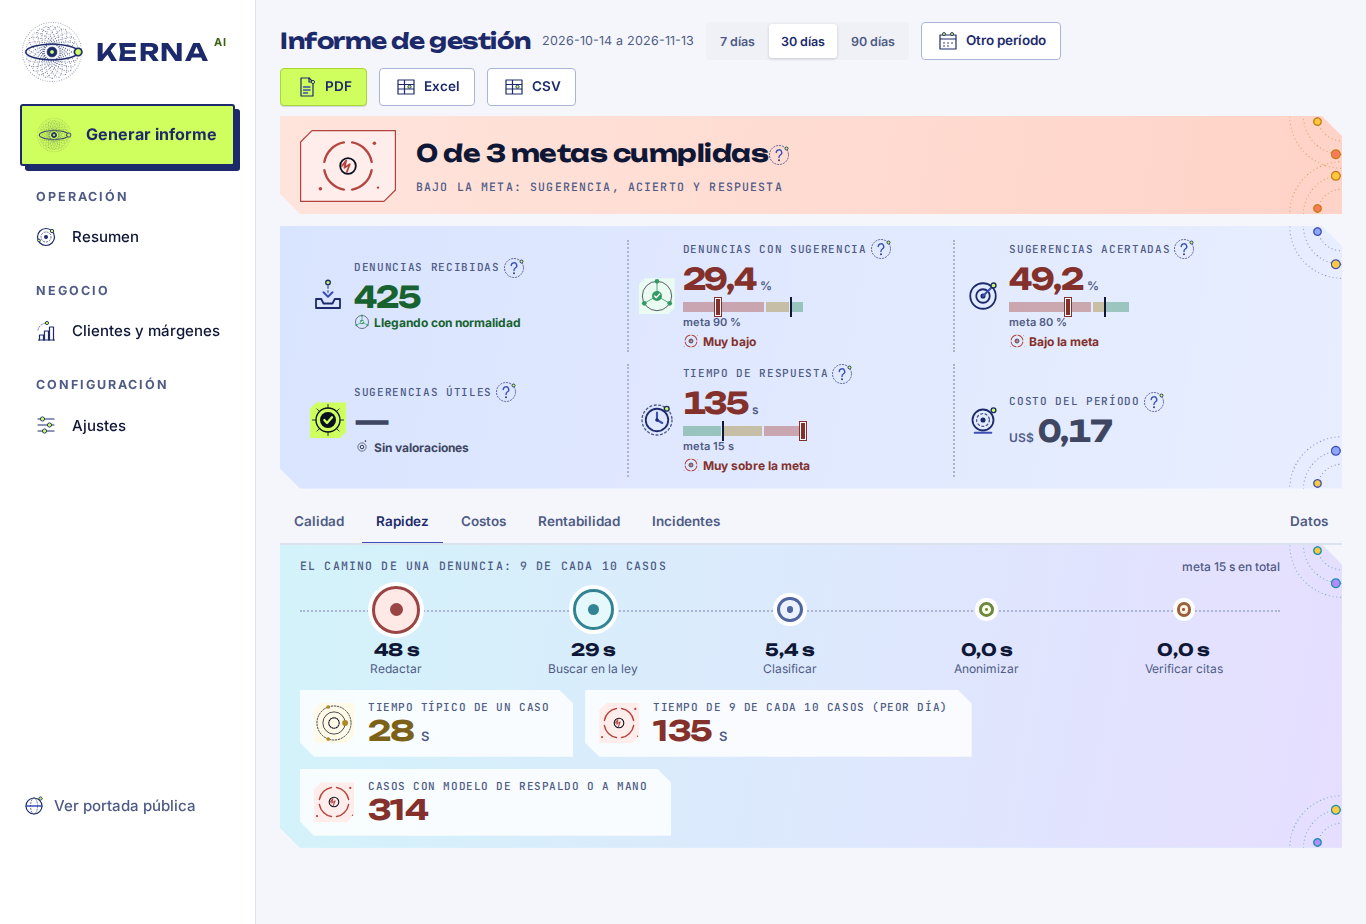 KERNA AI
Generar informe
OPERACIÓN
Resumen
NEGOCIO
Clientes y márgenes
CONFIGURACIÓN
Ajustes
Ver portada pública
Informe de gestión
2026-10-14 a 2026-11-13
7 días
30 días
90 días
Otro período
PDF
Excel
CSV
0 de 3 metas cumplidas ?
BAJO LA META: SUGERENCIA, ACIERTO Y RESPUESTA
DENUNCIAS RECIBIDAS ?
425
Llegando con normalidad
DENUNCIAS CON SUGERENCIA ?
29,4 %
meta 90 %
Muy bajo
SUGERENCIAS ACERTADAS ?
49,2 %
meta 80 %
Bajo la meta
SUGERENCIAS ÚTILES ?
—
Sin valoraciones
TIEMPO DE RESPUESTA ?
135 s
meta 15 s
Muy sobre la meta
COSTO DEL PERÍODO ?
US$ 0,17
Calidad
Rapidez
Costos
Rentabilidad
Incidentes
Datos
EL CAMINO DE UNA DENUNCIA: 9 DE CADA 10 CASOS
meta 15 s en total
48 s
Redactar
29 s
Buscar en la ley
5,4 s
Clasificar
0,0 s
Anonimizar
0,0 s
Verificar citas
TIEMPO TÍPICO DE UN CASO
28 s
TIEMPO DE 9 DE CADA 10 CASOS (PEOR DÍA)
135 s
CASOS CON MODELO DE RESPALDO O A MANO
314